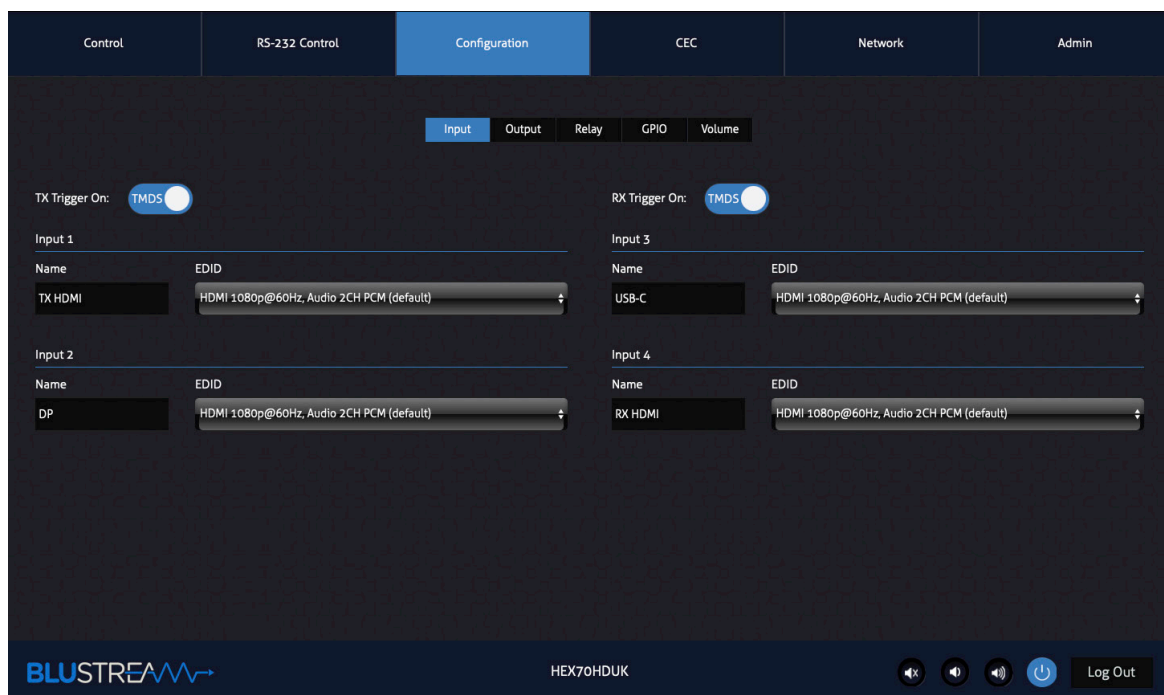 Control RS-232 Control Configuration CEC Network Admin
Input Output Relay GPIO Volume
TX Trigger On: TMDS RX Trigger On: TMDS
Input 1 Input 3
Name EDID Name EDID
TX HDMI HDMI 1080p@60Hz, Audio 2CH PCM (default) USB-C HDMI 1080p@60Hz, Audio 2CH PCM (default)
Input 2 Input 4
Name EDID Name EDID
DP HDMI 1080p@60Hz, Audio 2CH PCM (default) RX HDMI HDMI 1080p@60Hz, Audio 2CH PCM (default)
BLUSTREAM HEX70HDUK Log Out